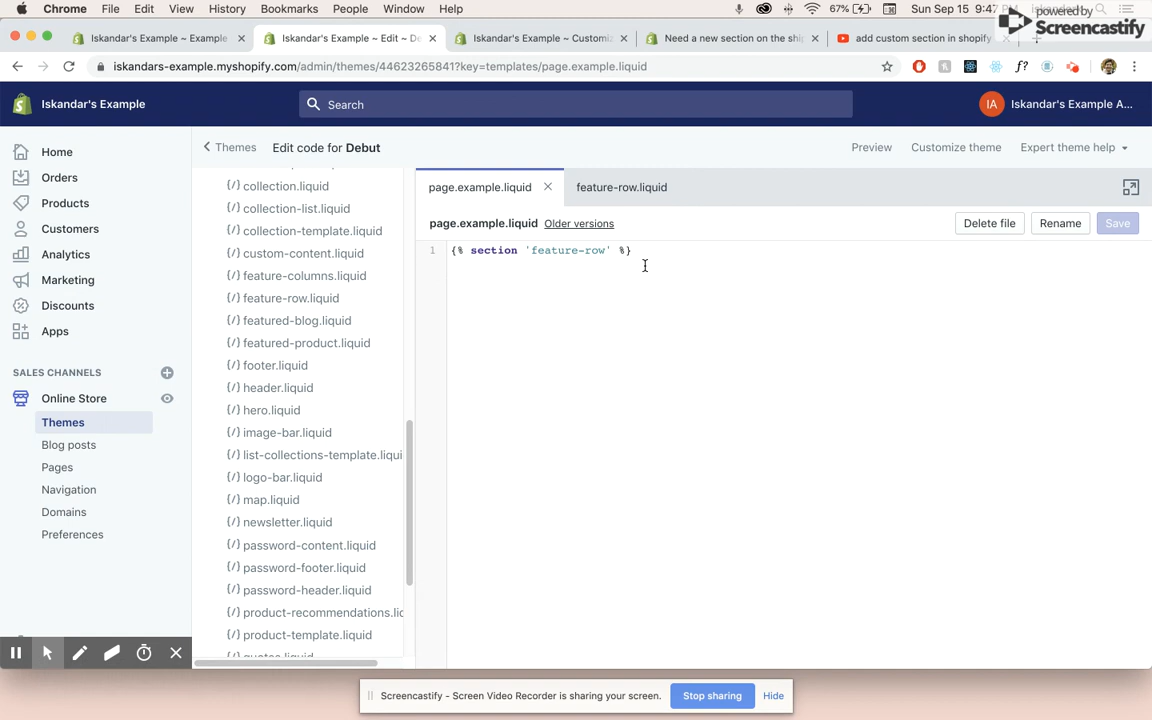 Chrome File Edit View History Bookmarks People Window Help 67% Sun Sep 15 9:47
powered by
Screencastify
Iskandar's Example ~ Example
Iskandar's Example ~ Edit ~ De
Iskandar's Example ~ Customiz
Need a new section on the ship
add custom section in shopify
iskandars-example.myshopify.com/admin/themes/44623265841?key=templates/page.example.liquid
Iskandar's Example
Search
IA Iskandar's Example A...
Home
Orders
Products
Customers
Analytics
Marketing
Discounts
Apps
SALES CHANNELS
Online Store
Themes
Blog posts
Pages
Navigation
Domains
Preferences
Themes
Edit code for Debut
Preview
Customize theme
Expert theme help
{/} collection.liquid
{/} collection-list.liquid
{/} collection-template.liquid
{/} custom-content.liquid
{/} feature-columns.liquid
{/} feature-row.liquid
{/} featured-blog.liquid
{/} featured-product.liquid
{/} footer.liquid
{/} header.liquid
{/} hero.liquid
{/} image-bar.liquid
{/} list-collections-template.liqui
{/} logo-bar.liquid
{/} map.liquid
{/} newsletter.liquid
{/} password-content.liquid
{/} password-footer.liquid
{/} password-header.liquid
{/} product-recommendations.lic
{/} product-template.liquid
{/} quotes.liquid
page.example.liquid
feature-row.liquid
page.example.liquid Older versions
Delete file
Rename
Save
1 {% section 'feature-row' %}
Screencastify - Screen Video Recorder is sharing your screen.
Stop sharing
Hide